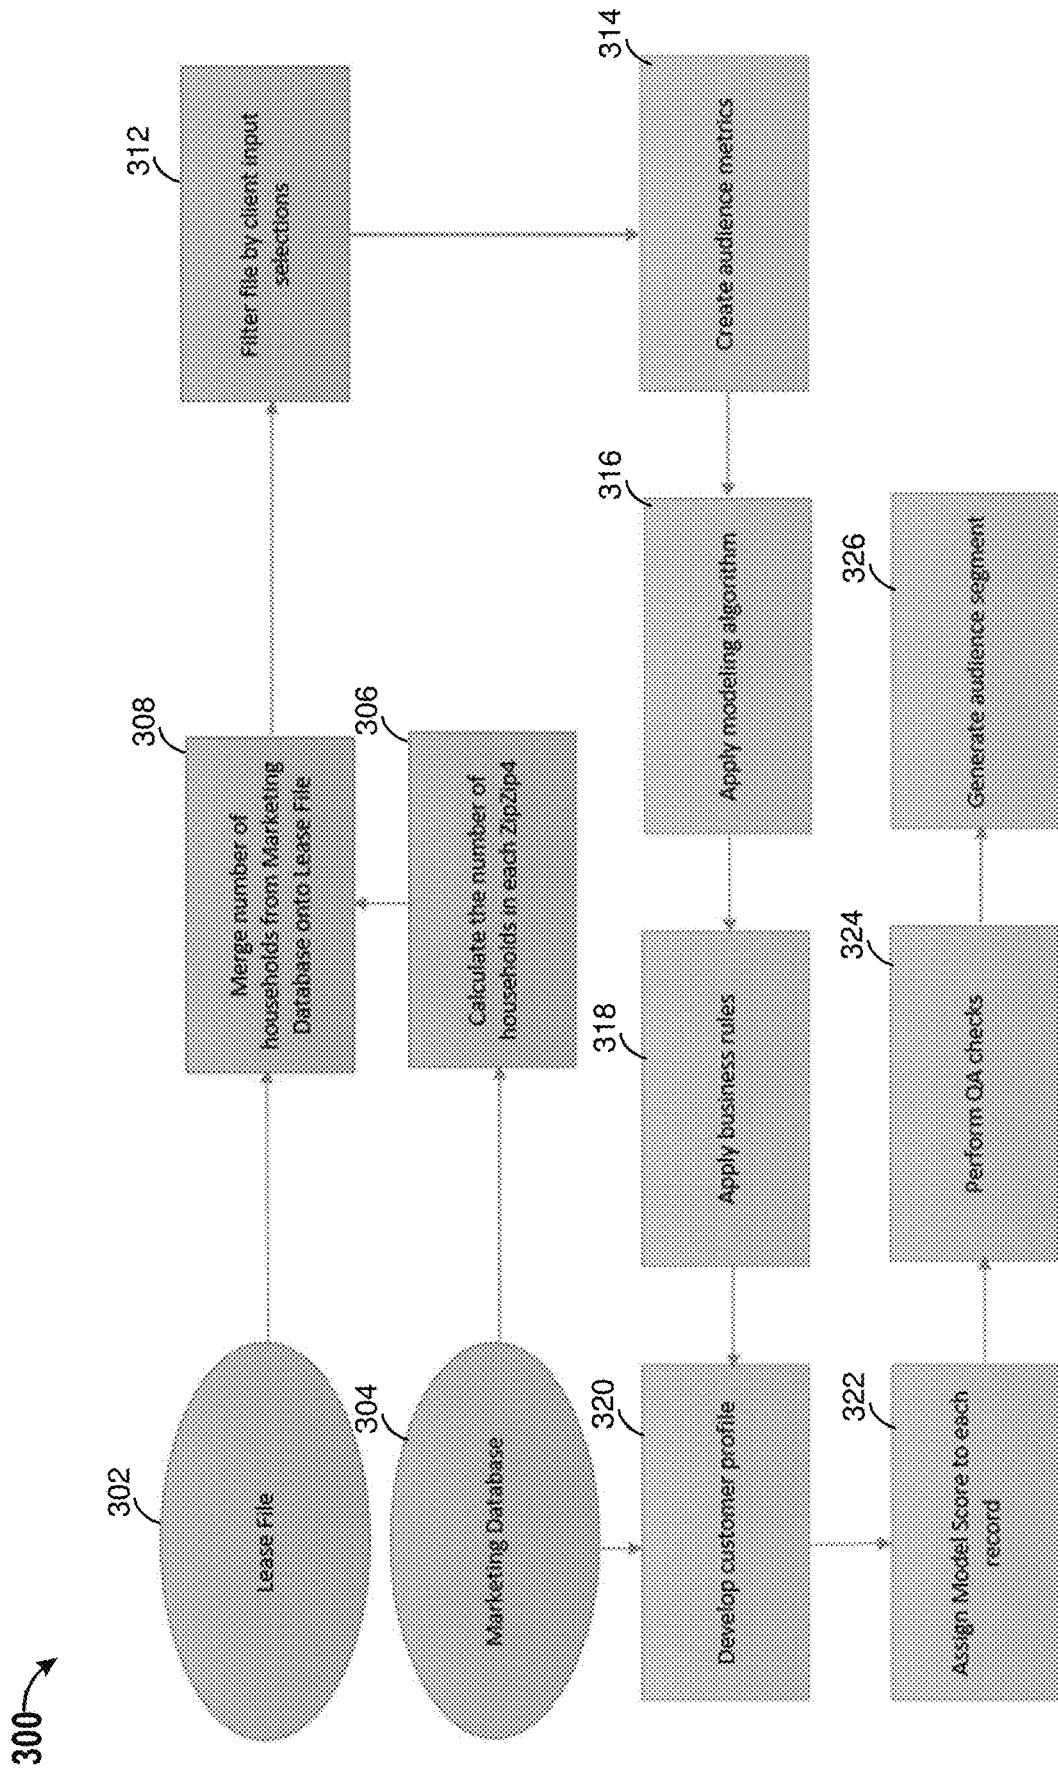 300
302
Lease File
308
Merge number of
households from Marketing
Database onto Lease File
312
Filter file by client input
selections
304
Marketing Database
306
Calculate the number of
households in each Zip2Zip4
314
Create audience metrics
316
Apply modeling algorithm
318
Apply business rules
320
Develop customer profile
322
Assign Model Score to each
record
324
Perform QA checks
326
Generate audience segment